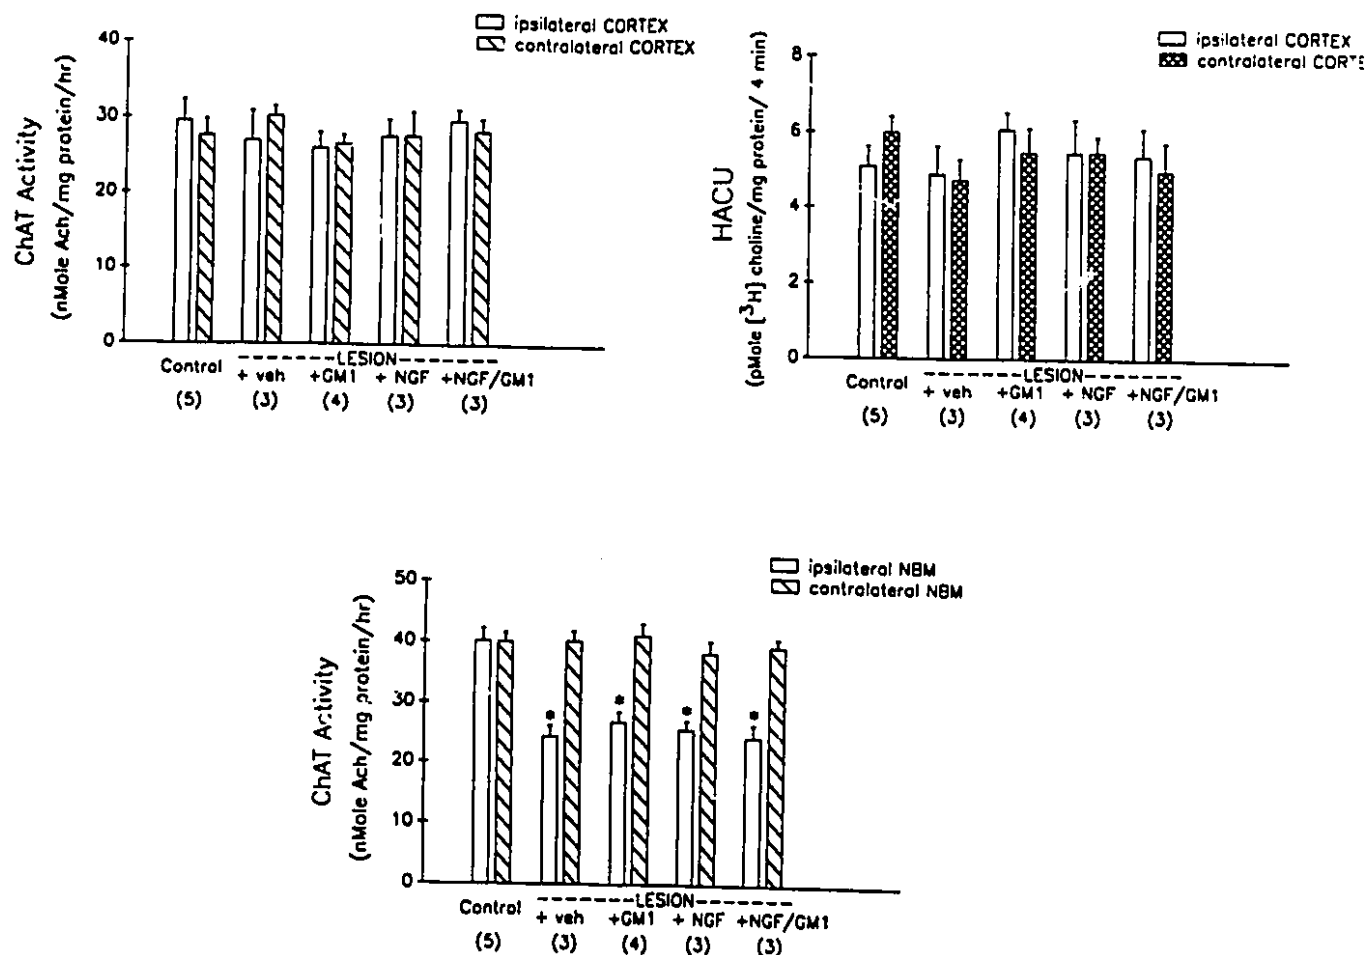 ipsilateral CORTEX
contralateral CORTEX
ChAT Activity
(nMole Ach/mg protein/hr)
40
30
20
10
0
Control
-----LESION-----
+ veh +GM1 + NGF +NGF/GM1
(5) (3) (4) (3) (3)
ipsilateral CORTEX
contralateral CORTE
HACU
(pMole [³H] choline/mg protein/ 4 min)
8
6
4
2
0
Control
-----LESION-----
+ veh +GM1 + NGF +NGF/GM1
(5) (3) (4) (3) (3)
ipsilateral NBM
contralateral NBM
ChAT Activity
(nMole Ach/mg protein/hr)
50
40
30
20
10
0
* * * *
Control
-----LESION-----
+ veh +GM1 + NGF +NGF/GM1
(5) (3) (4) (3) (3)